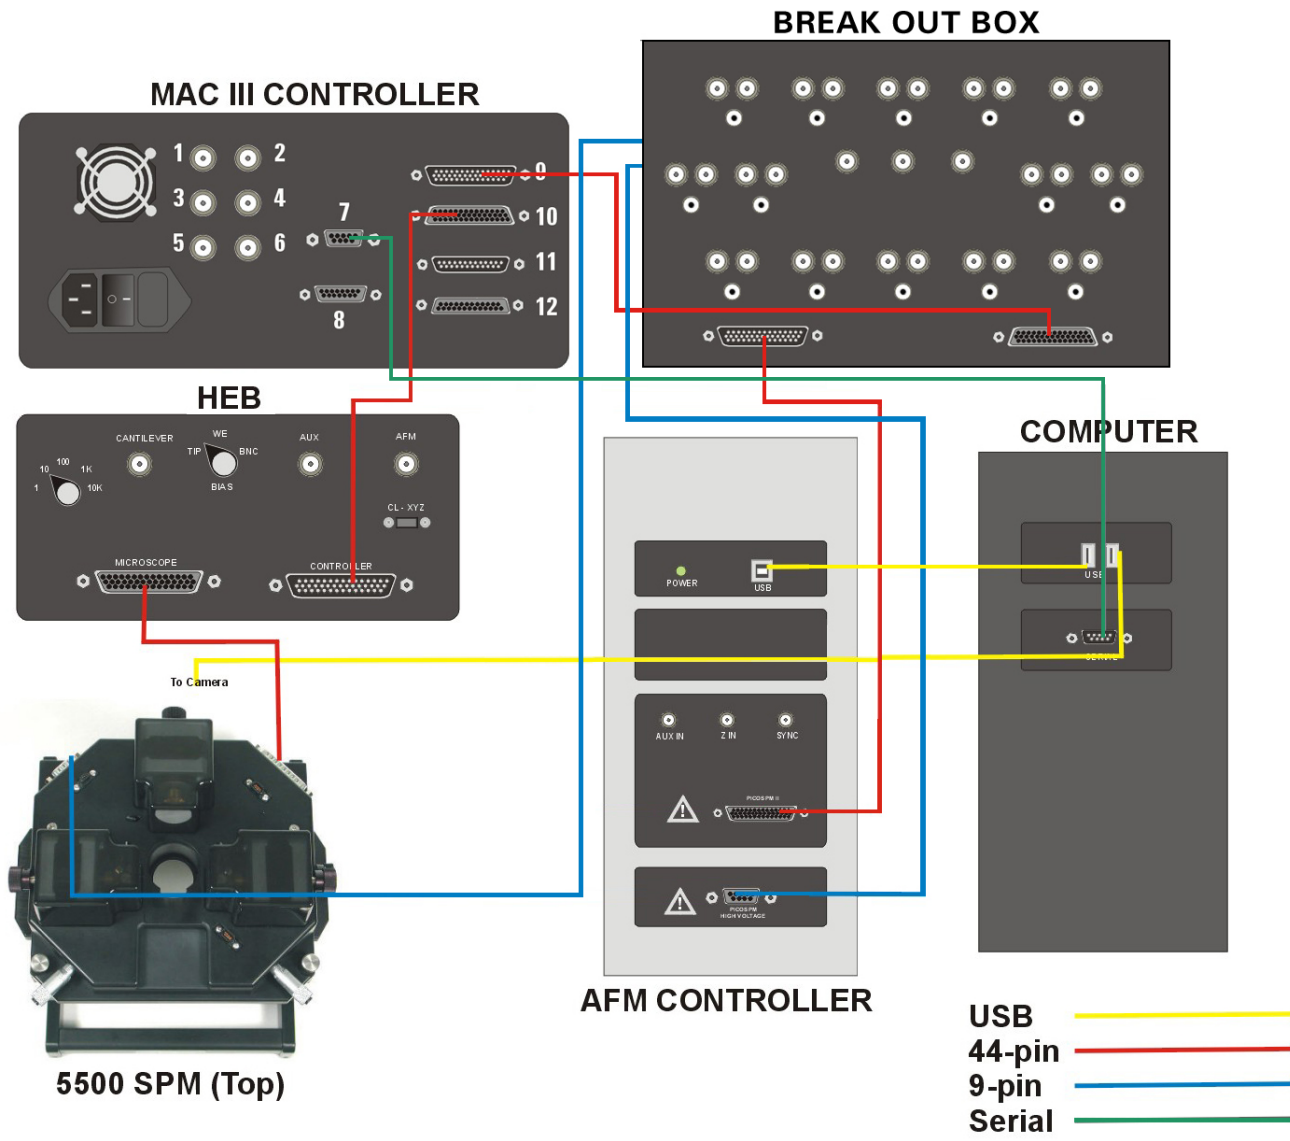 BREAK OUT BOX
MAC III CONTROLLER
1 2
3 4
5 6
7
8
9
10
11
12
HEB
CANTILEVER
WE
TIP BNC
BIAS
AUX
AFM
1 10 100 1K 10K
CL - XYZ
MICROSCOPE
CONTROLLER
COMPUTER
USB
SERIAL
POWER
USB
To Camera
AUX IN Z IN SYNC
PICOSPM II
PICOSPM
HIGH VOLTAGE
AFM CONTROLLER
5500 SPM (Top)
USB
44-pin
9-pin
Serial